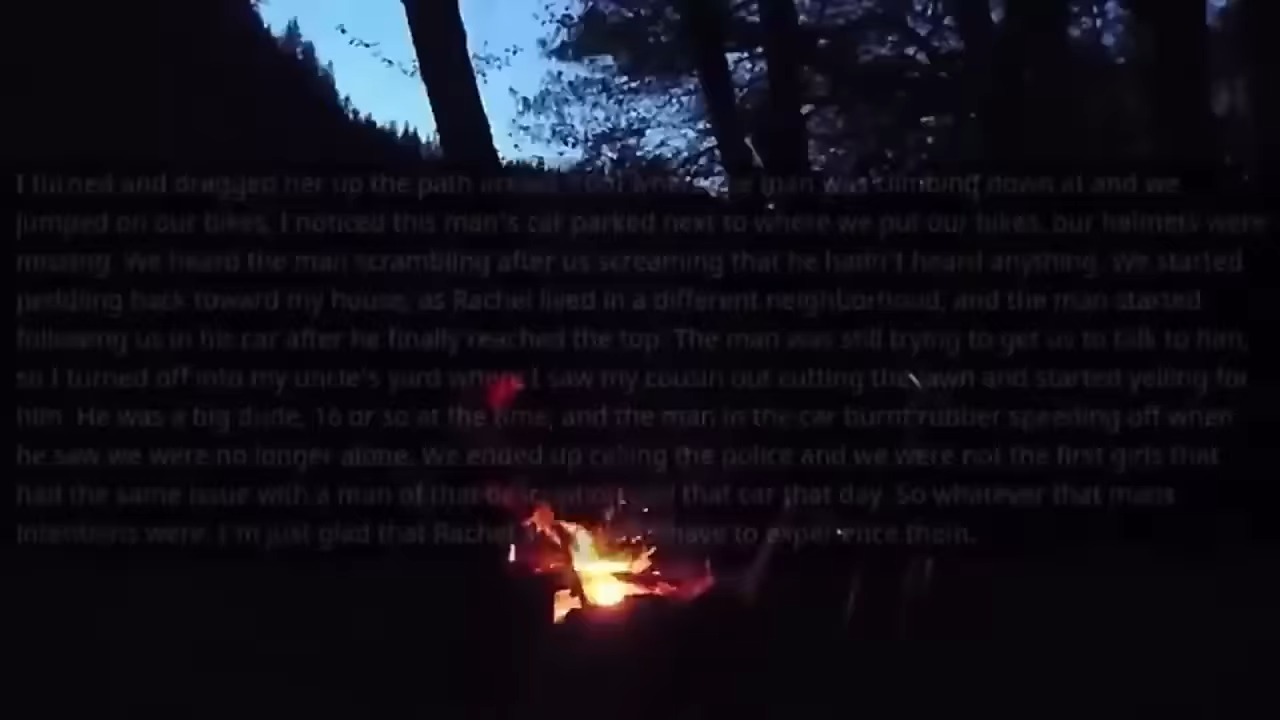 I turned and dragged her up the path man was climbing down at and we
jumped on our bikes, I noticed this man's car parked next to where we put our bikes, our helmets were
missing. We heard the man scrambling after us screaming that he hadn't heard anything. We started
pedding back toward my house, as Rachel lived in a different neighborhood, and the man started
following us in his car after he finally reached the top. The man was still trying to get us to talk to him,
so I turned off into my uncle's yard where I saw my cousin out cutting the lawn and started yelling for
him. He was a big dude, 16 or so at the time, and the man in the car burnt rubber speeding off when
he saw we were no longer alone. We ended up calling the police and we were not the first girls that
had the same issue with a man of that that car that day. So whatever that mans
intentions were, I'm just glad that Rachel have to experience them.